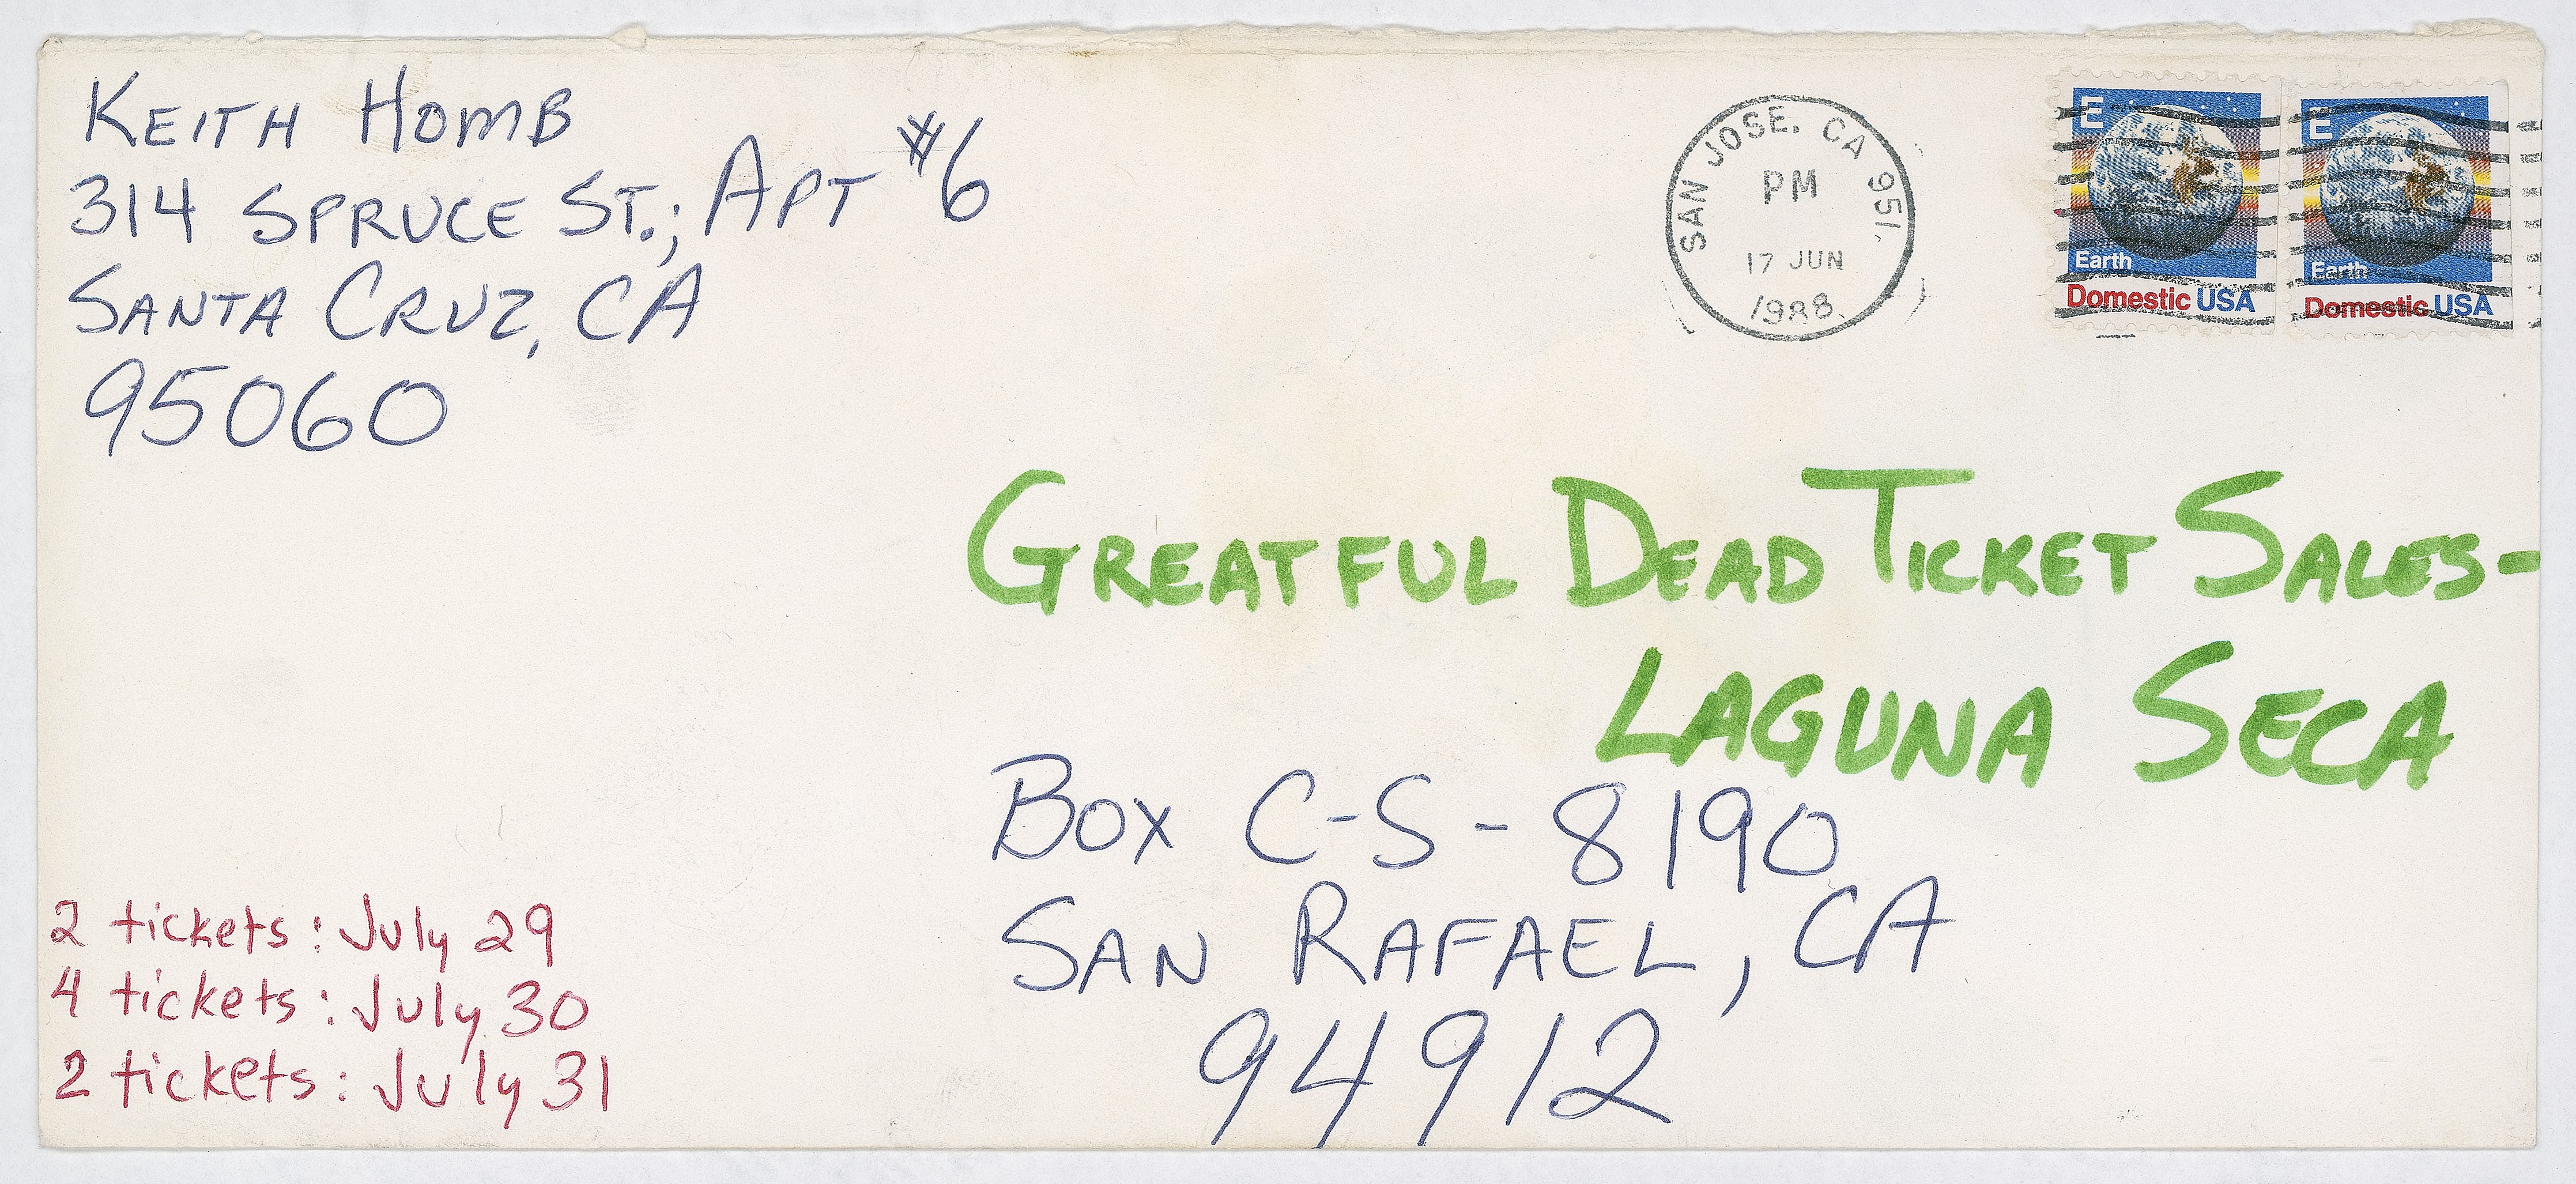 KEITH HOMB
314 SPRUCE ST.; APT #6
SANTA CRUZ, CA
95060
SAN JOSE, CA 951
PM
17 JUN
1988
E
Earth
Domestic USA
E
Earth
Domestic USA
GREATFUL DEAD TICKET SALES-
LAGUNA SECA
BOX C-S-8190
SAN RAFAEL, CA
94912
2 tickets: July 29
4 tickets: July 30
2 tickets: July 31